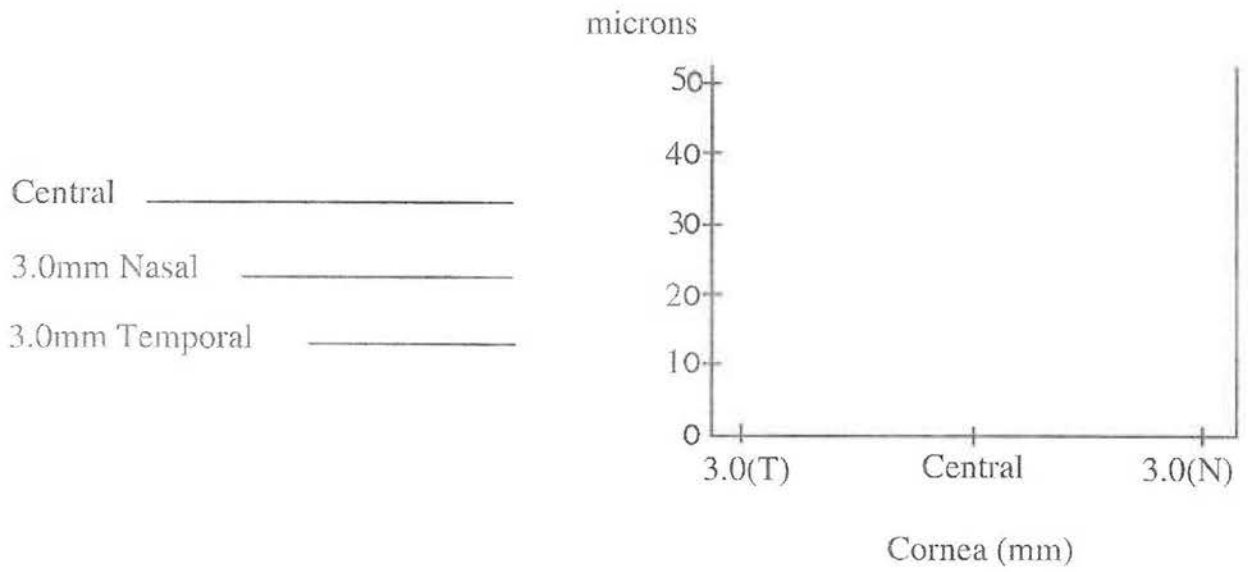 microns
50
40
30
20
10
0
Central
3.0mm Nasal
3.0mm Temporal
3.0(T) Central 3.0(N)
Cornea (mm)